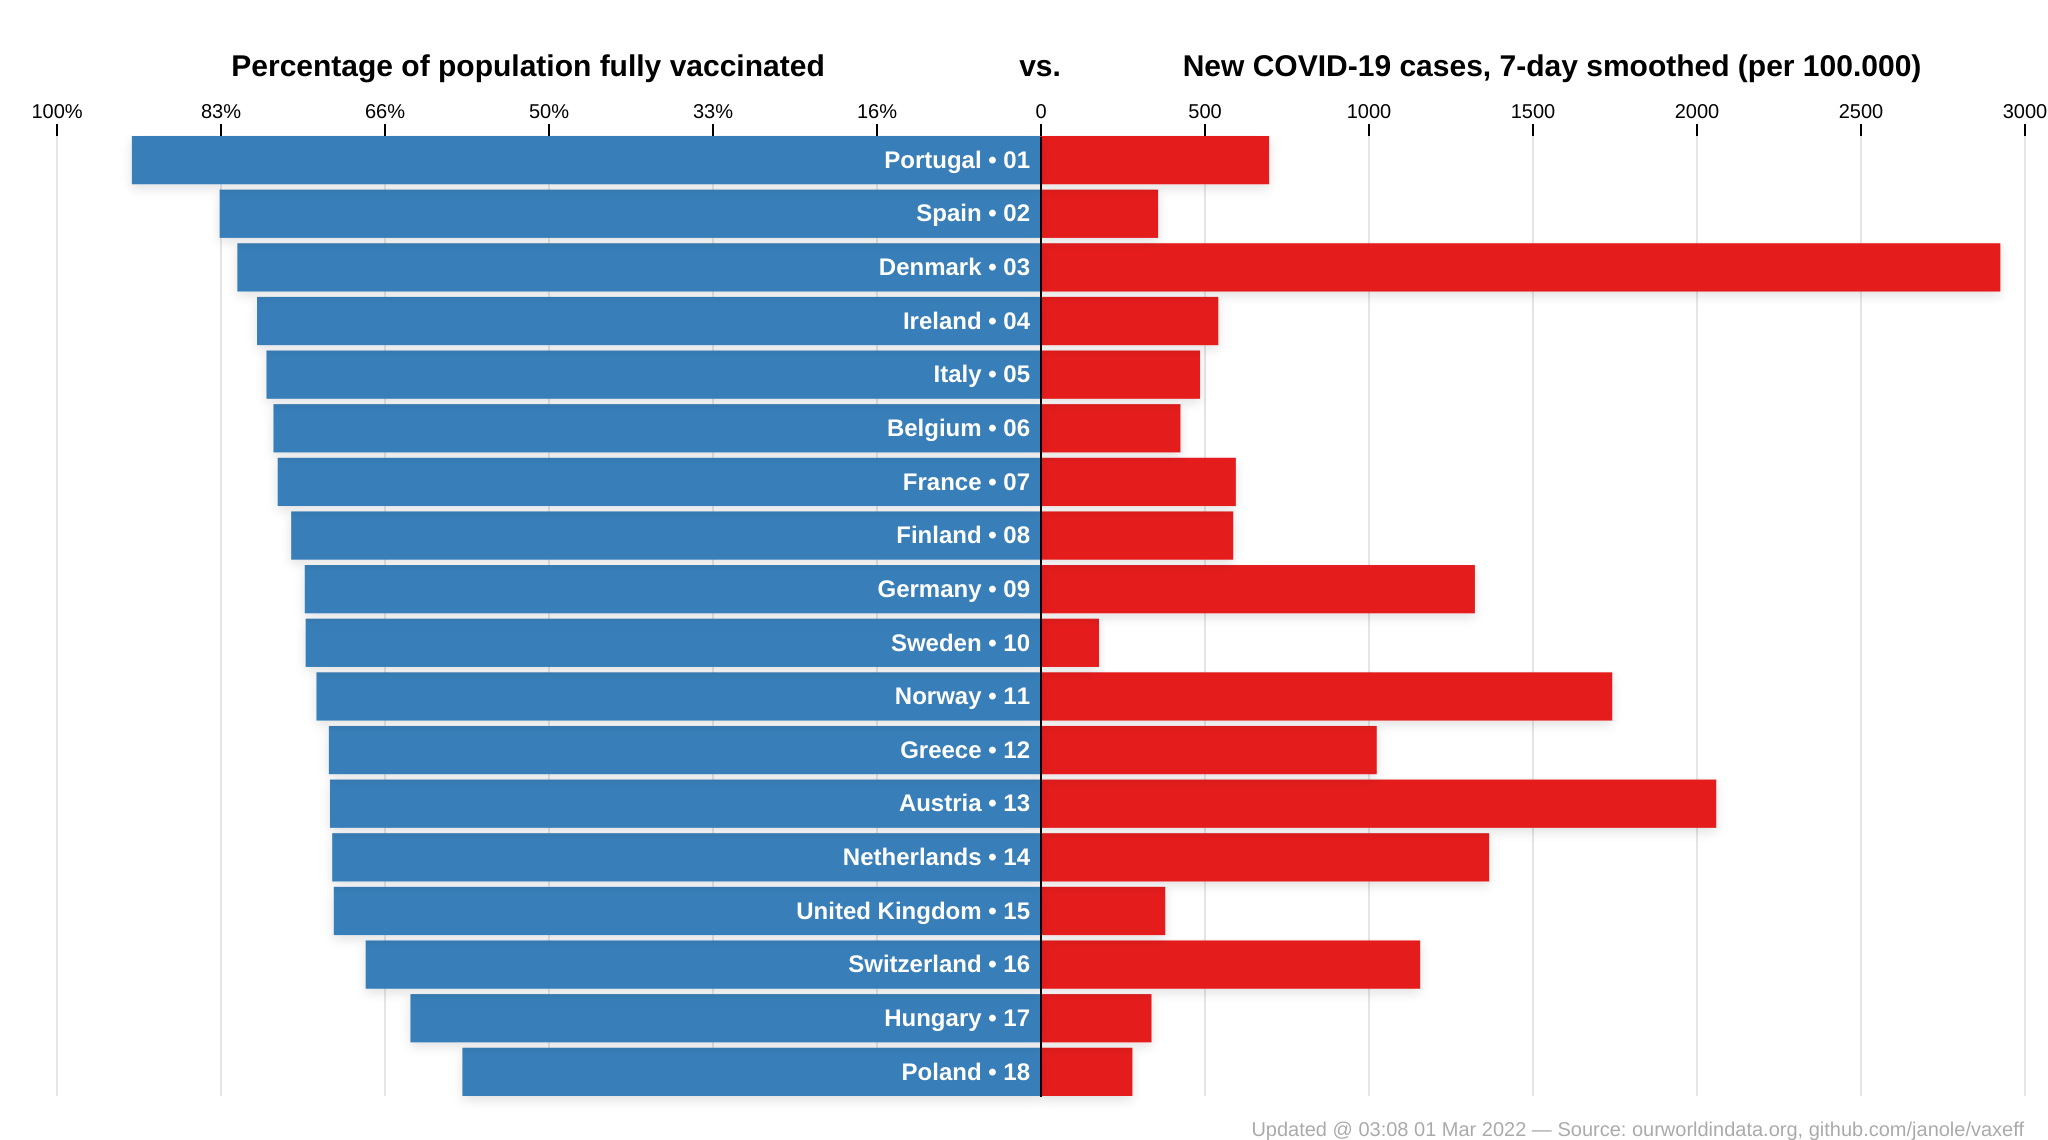 Percentage of population fully vaccinated vs. New COVID-19 cases, 7-day smoothed (per 100.000)
100% 83% 66% 50% 33% 16% 0 500 1000 1500 2000 2500 3000
Portugal • 01
Spain • 02
Denmark • 03
Ireland • 04
Italy • 05
Belgium • 06
France • 07
Finland • 08
Germany • 09
Sweden • 10
Norway • 11
Greece • 12
Austria • 13
Netherlands • 14
United Kingdom • 15
Switzerland • 16
Hungary • 17
Poland • 18
Updated @ 03:08 01 Mar 2022 — Source: ourworldindata.org, github.com/janole/vaxeff